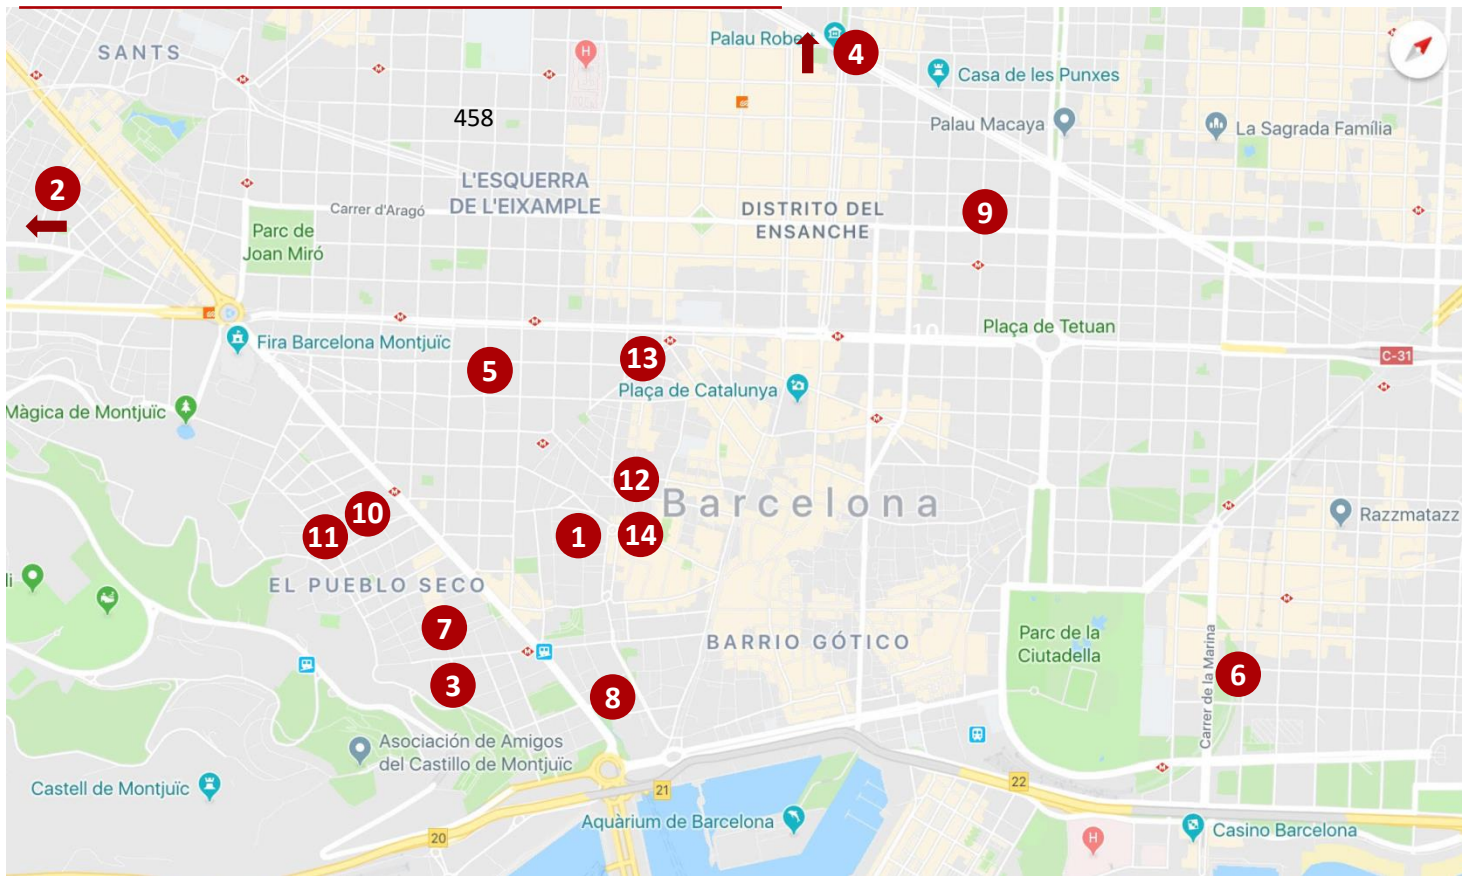 SANTS
H
Palau Robe
4
Casa de les Punxes
458
Palau Macaya
La Sagrada Família
2
L'ESQUERRA
DE L'EIXAMPLE
Carrer d'Aragó
DISTRITO DEL
ENSANCHE
9
Parc de
Joan Miró
Fira Barcelona Montjuïc
10
Plaça de Tetuan
C-31
5
13
Plaça de Catalunya
Màgica de Montjuïc
12
Barcelona
10
11
1
14
Razzmatazz
li
EL PUEBLO SECO
7
BARRIO GÓTICO
Parc de la
Ciutadella
Carrer de la Marina
6
3
8
Asociación de Amigos
del Castillo de Montjuïc
Castell de Montjuïc
21
22
20
Aquàrium de Barcelona
H
Casino Barcelona